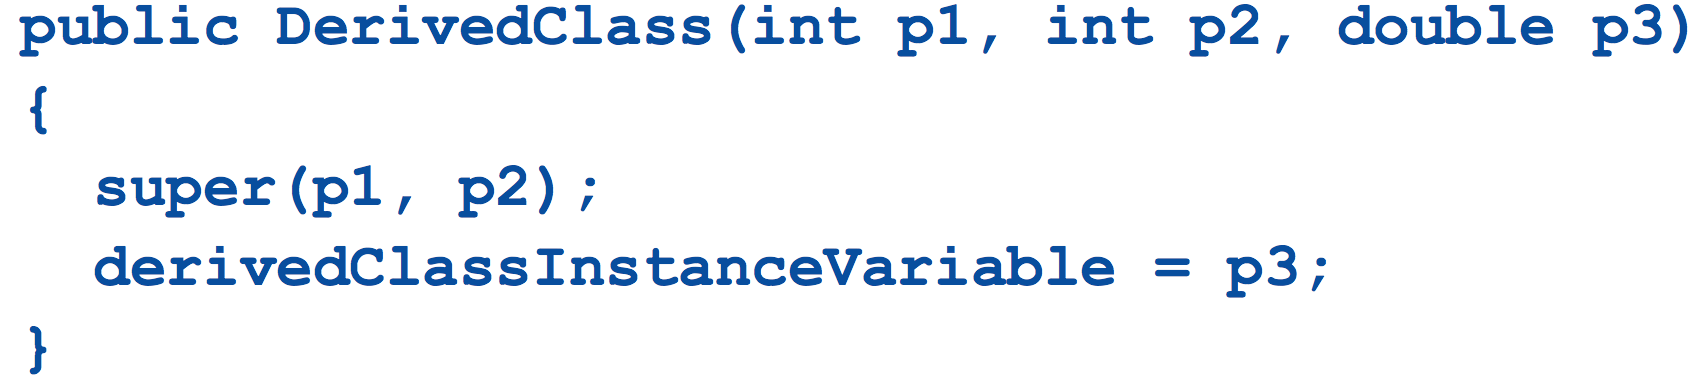 public DerivedClass(int p1, int p2, double p3)
{
  super(p1, p2);
  derivedClassInstanceVariable = p3;
}